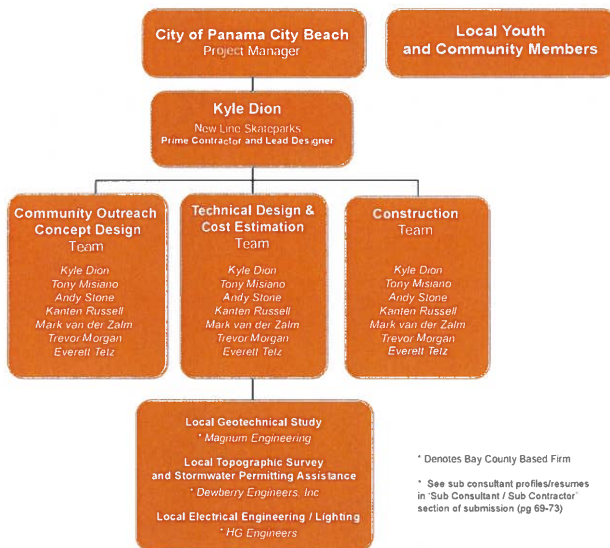 City of Panama City Beach
Project Manager
Local Youth
and Community Members
Kyle Dion
New Line Skateparks
Prime Contractor and Lead Designer
Community Outreach
Concept Design
Team
Kyle Dion
Tony Misiano
Andy Stone
Kanten Russell
Mark van der Zalm
Trevor Morgan
Everett Tetz
Technical Design &
Cost Estimation
Team
Kyle Dion
Tony Misiano
Andy Stone
Kanten Russell
Mark van der Zalm
Trevor Morgan
Everett Tetz
Construction
Team
Kyle Dion
Tony Misiano
Andy Stone
Kanten Russell
Mark van der Zalm
Trevor Morgan
Everett Tetz
Local Geotechnical Study
* Magnum Engineering
Local Topographic Survey
and Stormwater Permitting Assistance
* Dewberry Engineers, Inc
Local Electrical Engineering / Lighting
* HG Engineers
* Denotes Bay County Based Firm
* See sub consultant profiles/resumes
in 'Sub Consultant / Sub Contractor'
section of submission (pg 69-73)